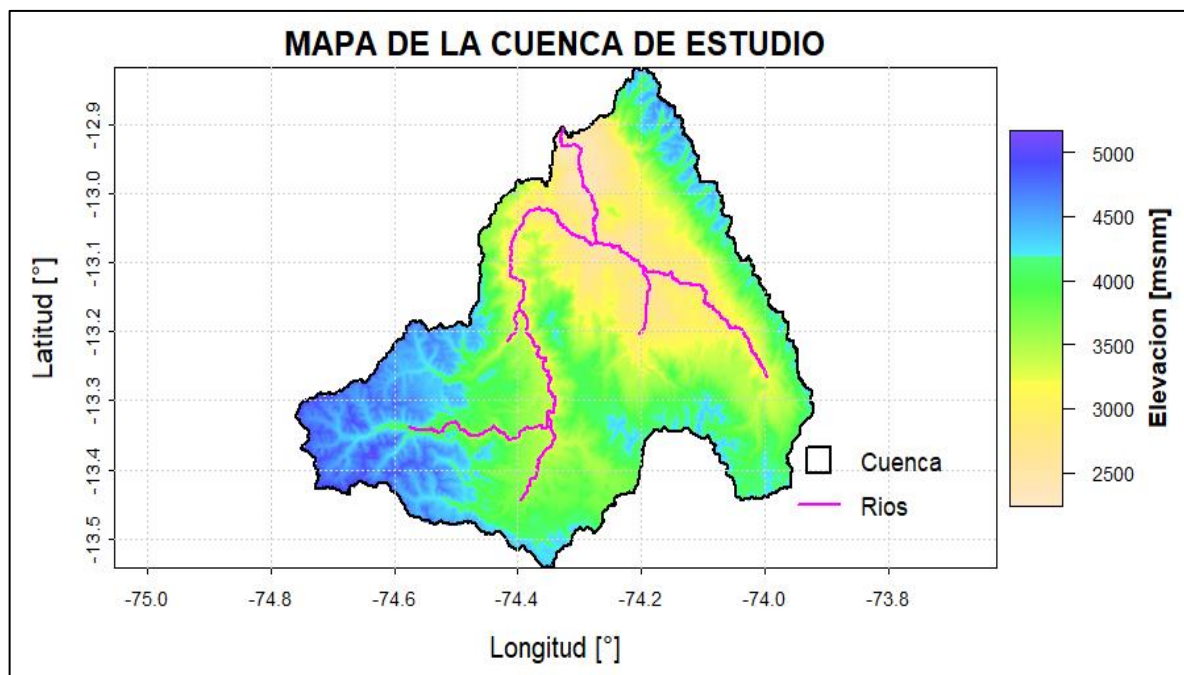 MAPA DE LA CUENCA DE ESTUDIO
Latitud [°]
-12.9
-13.0
-13.1
-13.2
-13.3
-13.4
-13.5
-75.0 -74.8 -74.6 -74.4 -74.2 -74.0 -73.8
Longitud [°]
Cuenca
Rios
5000
4500
4000
3500
3000
2500
Elevacion [msnm]